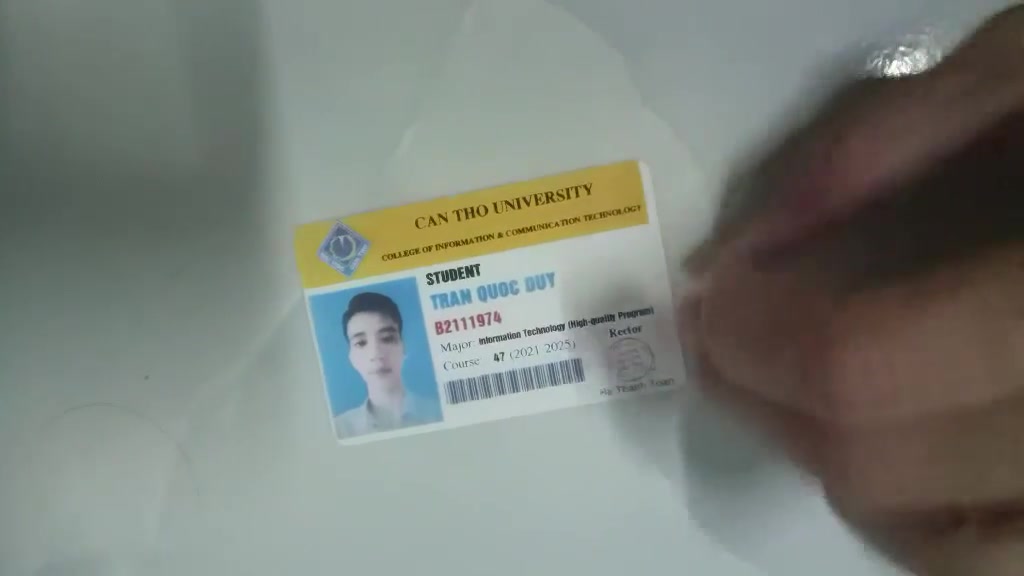 CAN THO UNIVERSITY
COLLEGE OF INFORMATION & COMMUNICATION TECHNOLOGY
STUDENT
TRAN QUOC DUY
B2111974
Major: Information Technology (High-quality Program)
Course: 47 (2021-2025)
Rector
Ha Thanh Toan